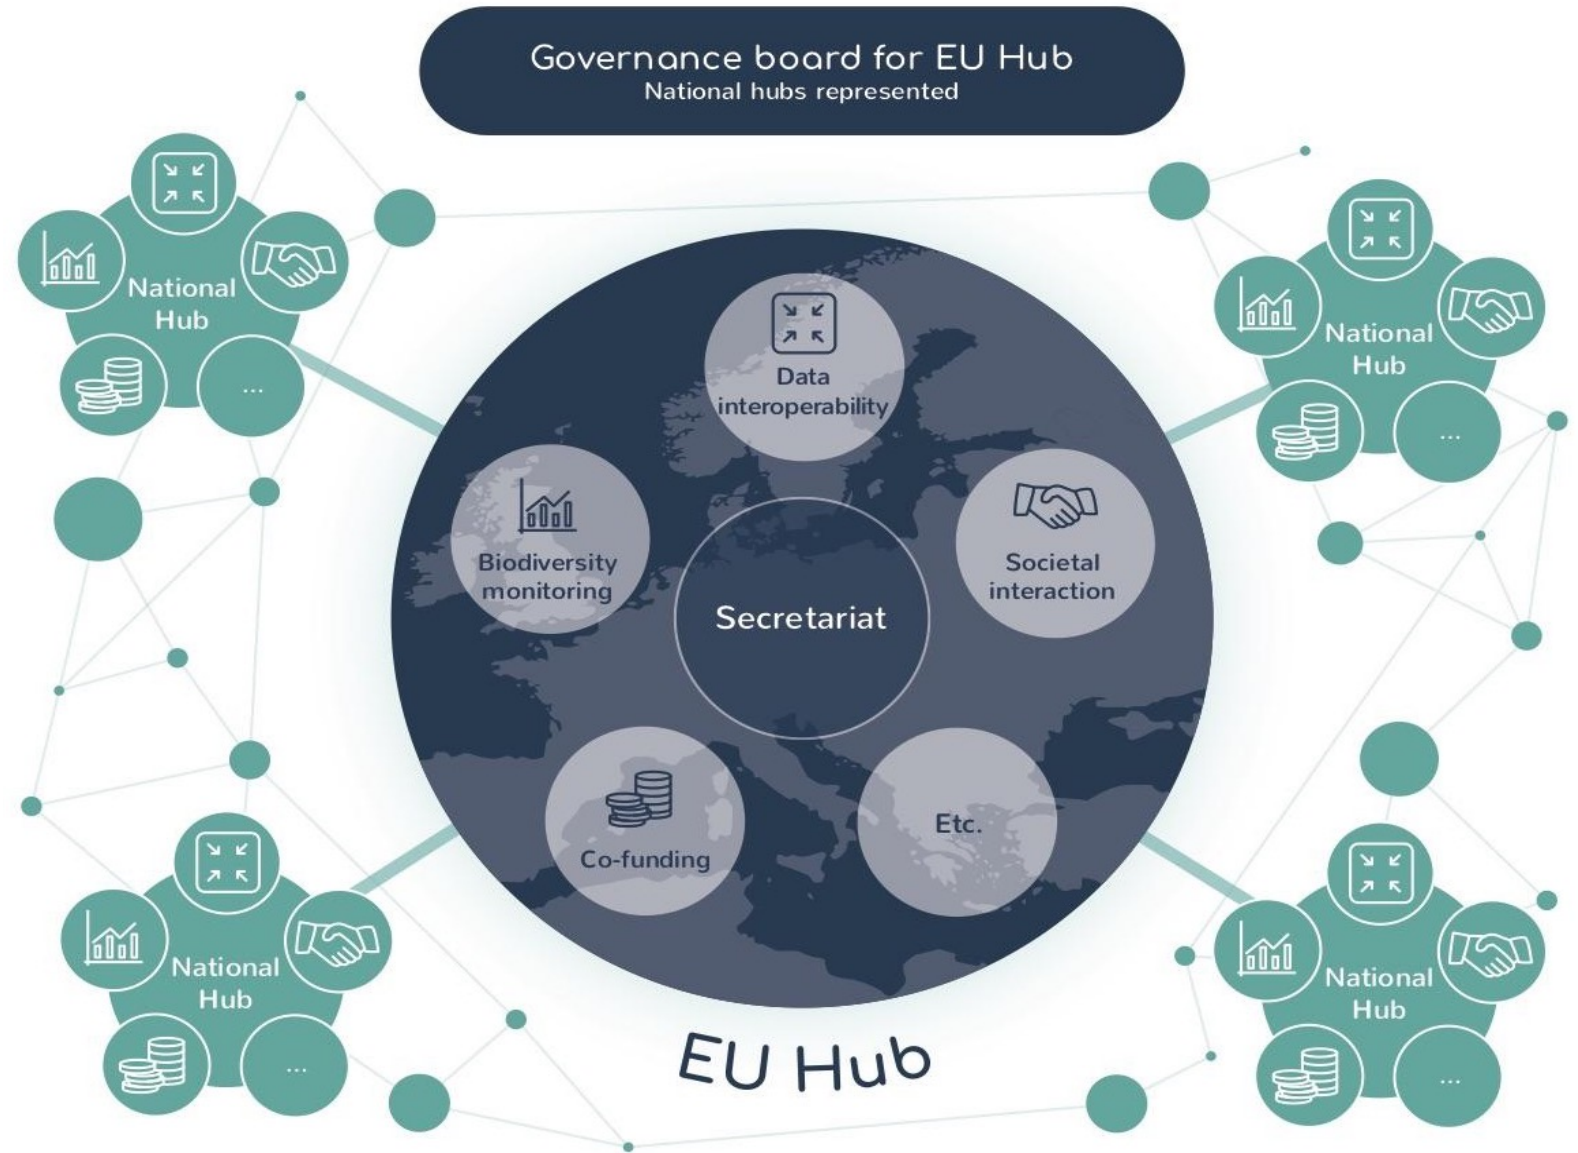 Governance board for EU Hub
National hubs represented
National
Hub
...
National
Hub
...
Data
interoperability
Biodiversity
monitoring
Societal
interaction
Secretariat
Co-funding
Etc.
National
Hub
...
National
Hub
...
EU Hub